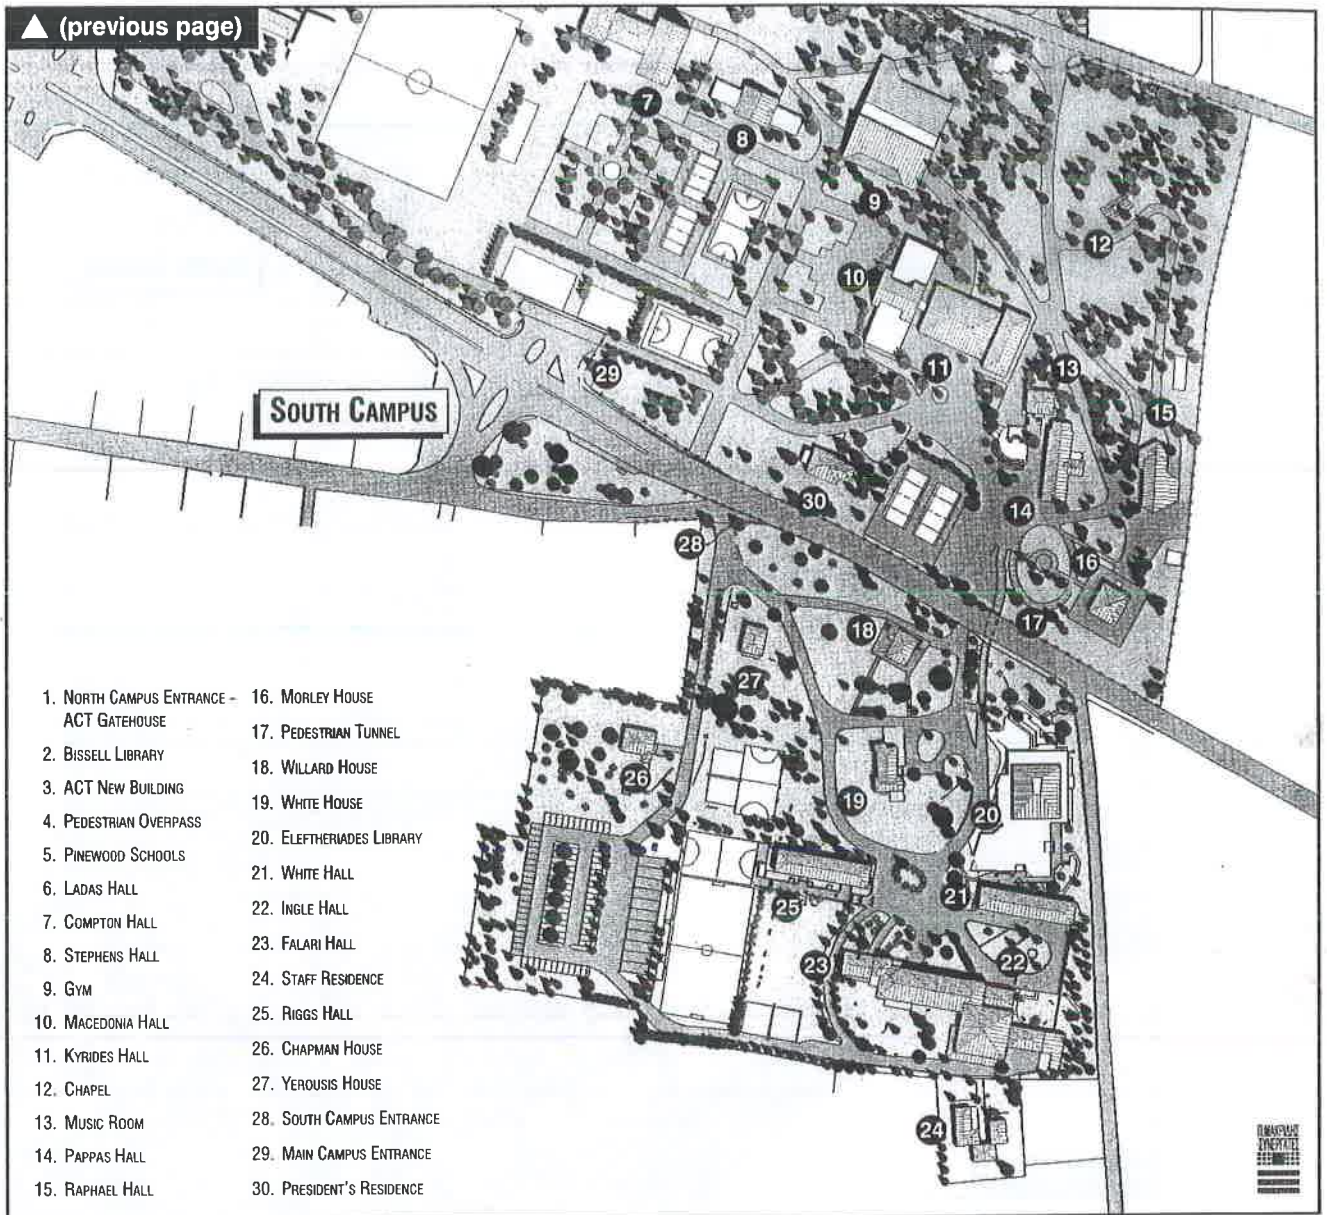 ▲ (previous page)
7
8
9
12
10
11
13
29
15
SOUTH CAMPUS
30
14
28
16
17
18
27
26
19
20
21
25
22
23
24
1. NORTH CAMPUS ENTRANCE -
ACT GATEHOUSE
2. BISSELL LIBRARY
3. ACT NEW BUILDING
4. PEDESTRIAN OVERPASS
5. PINEWOOD SCHOOLS
6. LADAS HALL
7. COMPTON HALL
8. STEPHENS HALL
9. GYM
10. MACEDONIA HALL
11. KYRIDES HALL
12. CHAPEL
13. MUSIC ROOM
14. PAPPAS HALL
15. RAPHAEL HALL
16. MORLEY HOUSE
17. PEDESTRIAN TUNNEL
18. WILLARD HOUSE
19. WHITE HOUSE
20. ELEFTHERIADES LIBRARY
21. WHITE HALL
22. INGLE HALL
23. FALARI HALL
24. STAFF RESIDENCE
25. RIGGS HALL
26. CHAPMAN HOUSE
27. YEROUSIS HOUSE
28. SOUTH CAMPUS ENTRANCE
29. MAIN CAMPUS ENTRANCE
30. PRESIDENT'S RESIDENCE